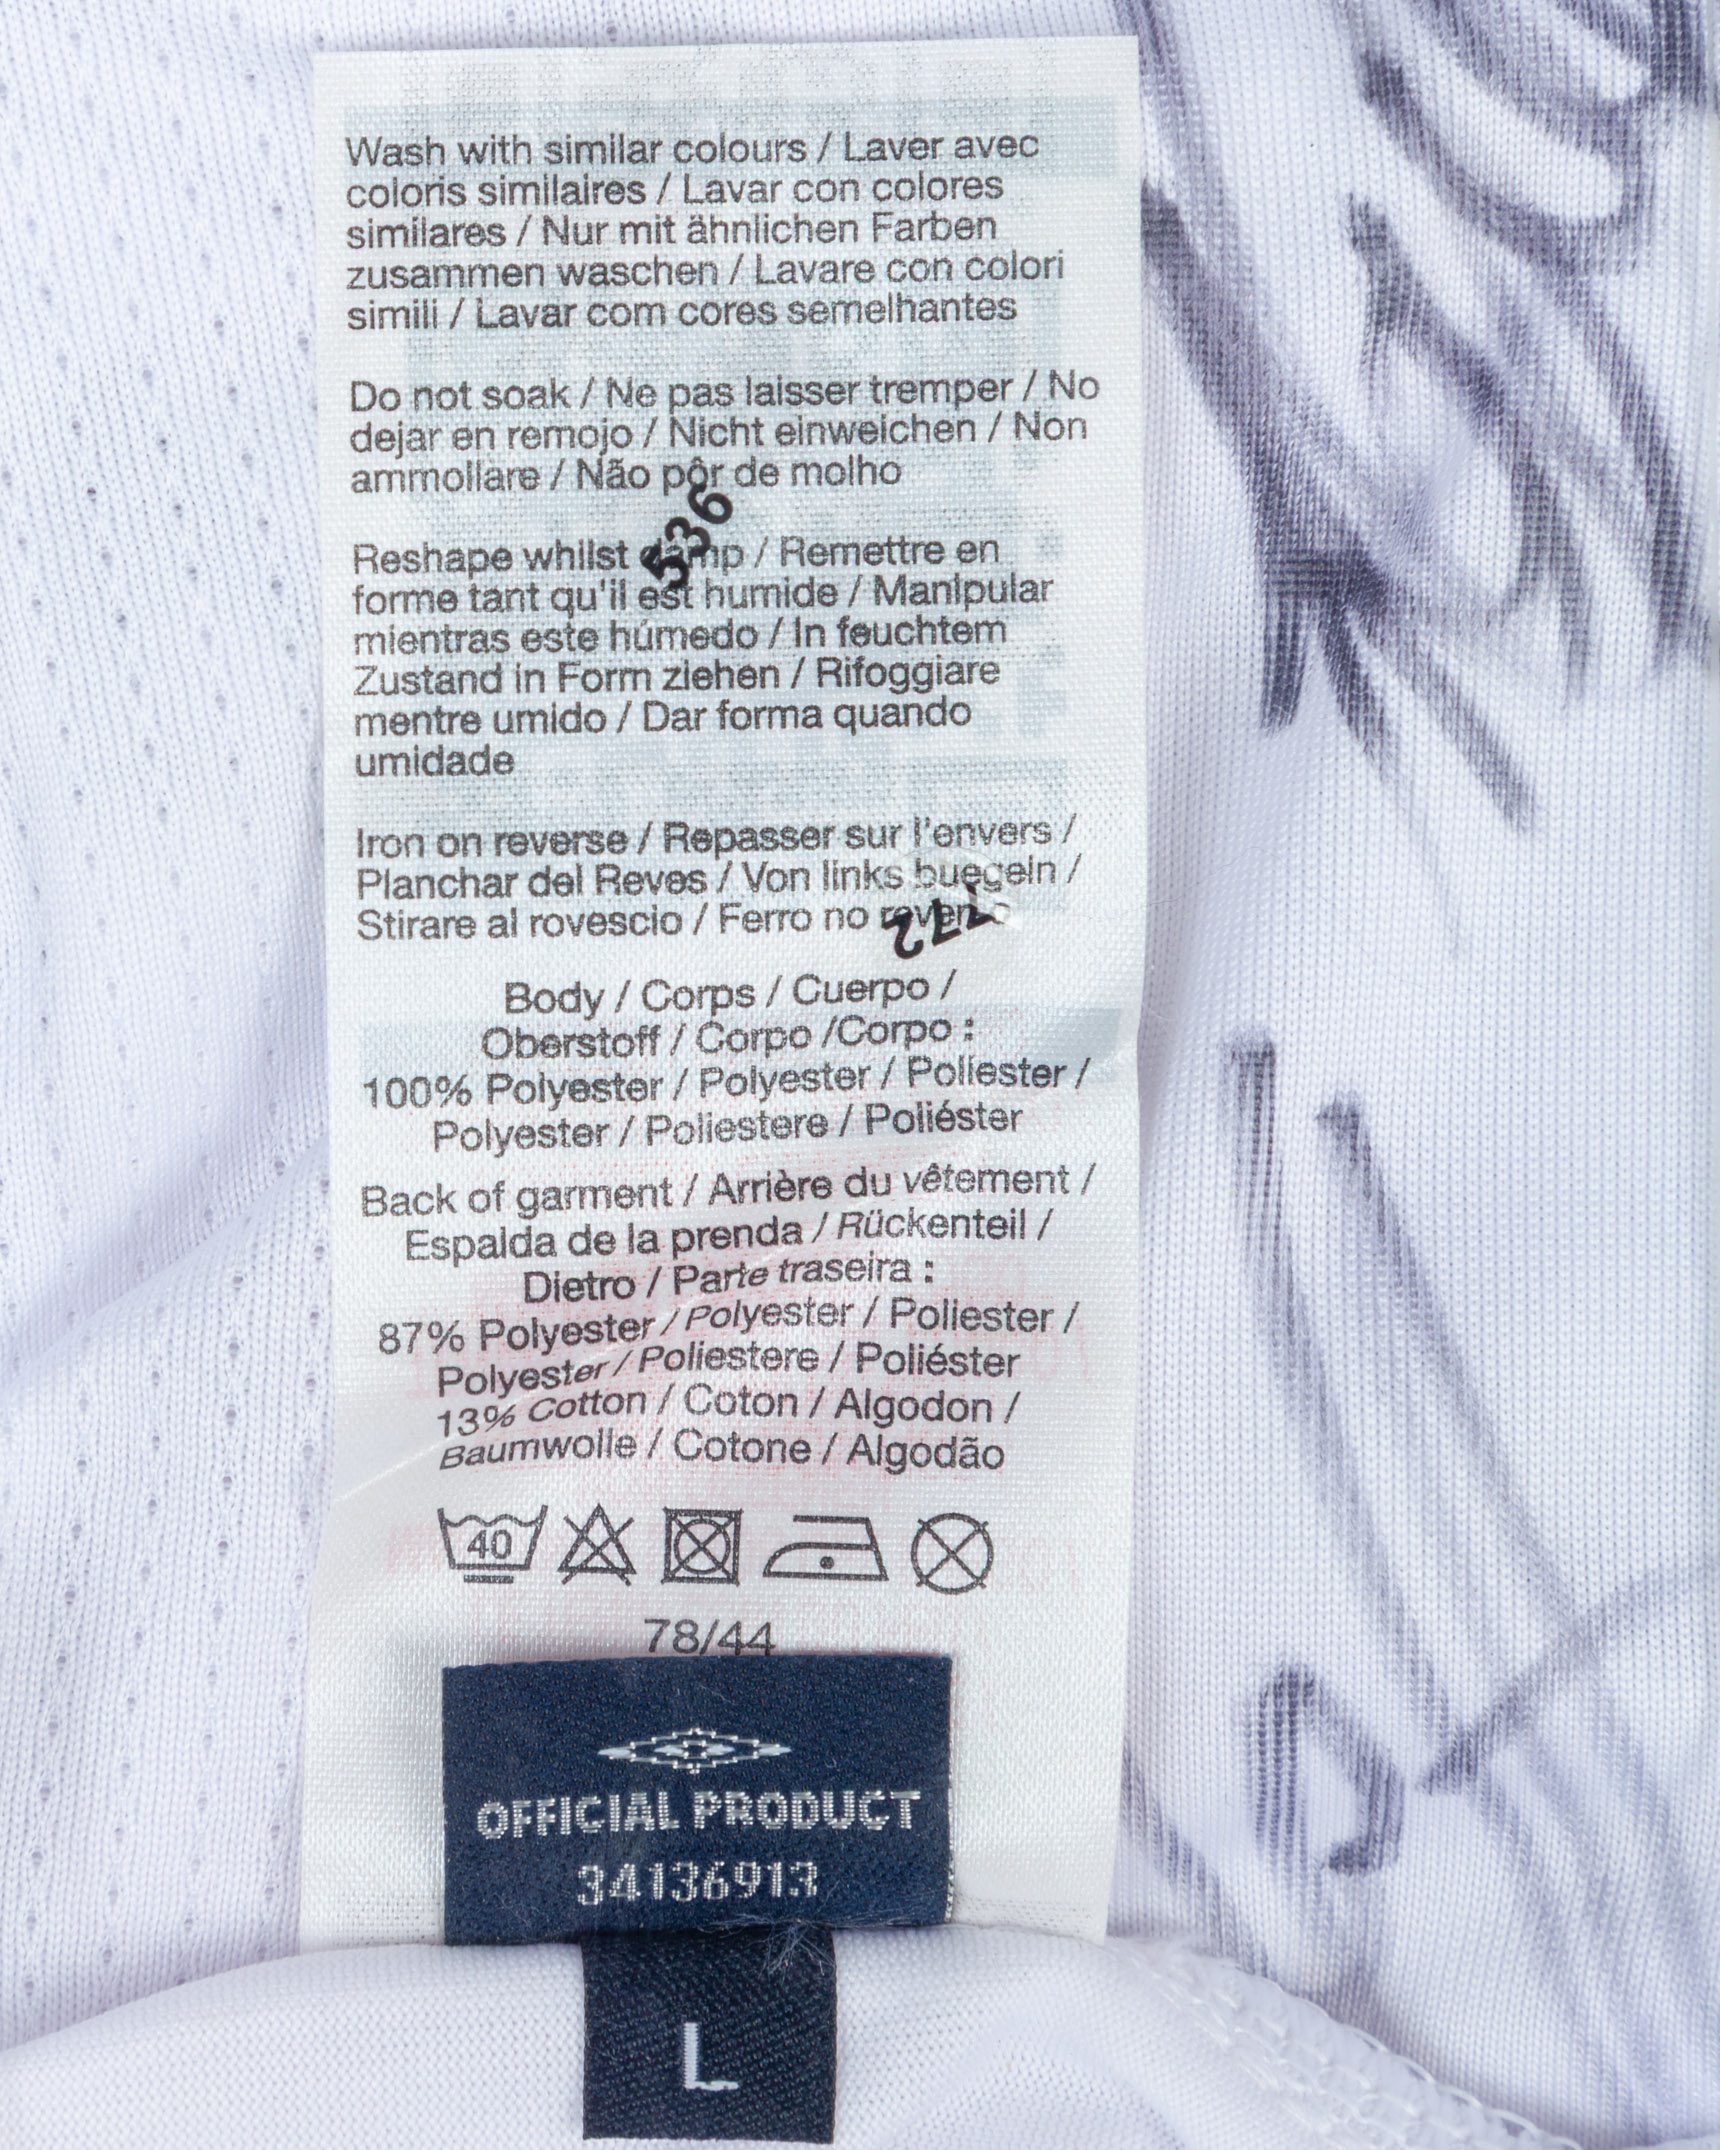 Wash with similar colours / Laver avec
coloris similaires / Lavar con colores
similares / Nur mit ähnlichen Farben
zusammen waschen / Lavare con colori
simili / Lavar com cores semelhantes
Do not soak / Ne pas laisser tremper / No
dejar en remojo / Nicht einweichen / Non
ammollare / Não pôr de molho
536
Reshape whilst damp / Remettre en
forme tant qu'il est humide / Manipular
mientras este húmedo / In feuchtem
Zustand in Form ziehen / Rifoggiare
mentre umido / Dar forma quando
umidade
Iron on reverse / Repasser sur l'envers /
Planchar del Reves / Von links buegeln /
Stirare al rovescio / Ferro no
Body / Corps / Cuerpo /
Oberstoff / Corpo /Corpo :
100% Polyester / Polyester / Poliester /
Polyester / Poliestere / Poliéster
Back of garment / Arrière du vêtement /
Espalda de la prenda / Rückenteil /
Dietro / Parte traseira :
87% Polyester / Polyester / Poliester /
Polyester / Poliestere / Poliéster
13% Cotton / Coton / Algodon /
Baumwolle / Cotone / Algodão
40
78/44
OFFICIAL PRODUCT
34136913
L